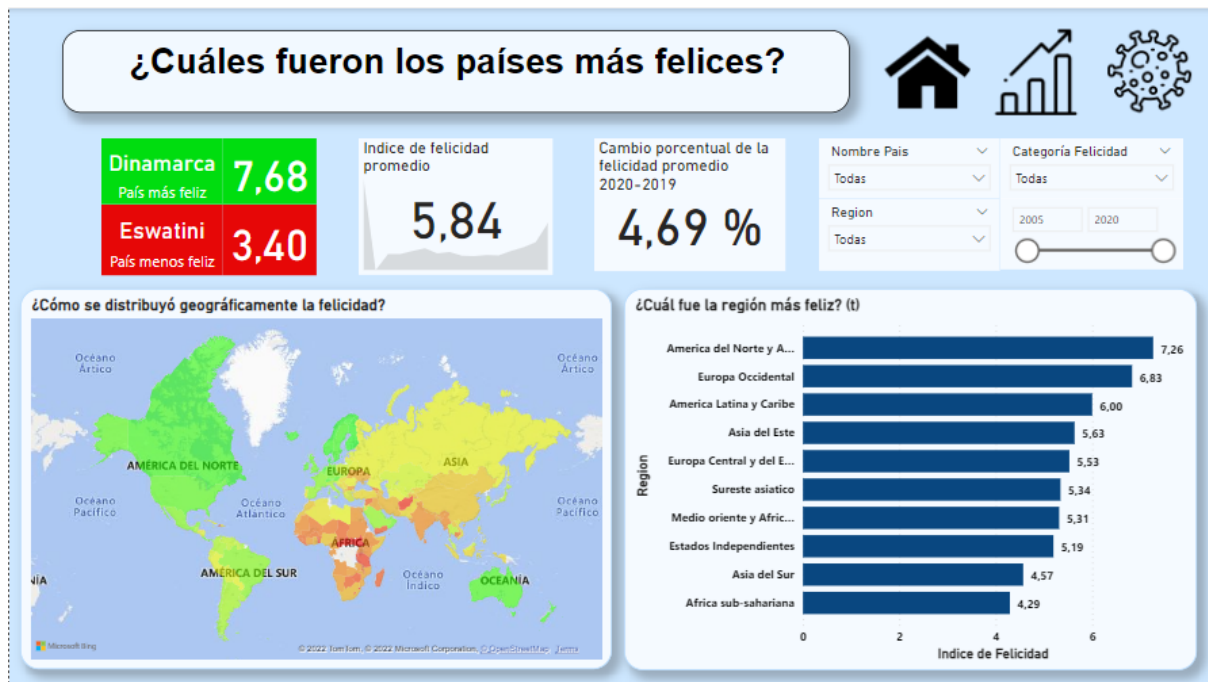 ¿Cuáles fueron los países más felices?
Dinamarca
País más feliz
7,68
Eswatini
País menos feliz
3,40
Indice de felicidad
promedio
5,84
Cambio porcentual de la
felicidad promedio
2020-2019
4,69 %
Nombre Pais
Todas
Categoría Felicidad
Todas
Region
Todas
2005
2020
¿Cómo se distribuyó geográficamente la felicidad?
Océano
Ártico
Océano
Ártico
AMÉRICA DEL NORTE
EUROPA
ASIA
Océano
Pacífico
Océano
Atlántico
Océano
Pacífico
ÁFRICA
NÍA
AMÉRICA DEL SUR
Océano
Índico
OCEANÍA
Microsoft Bing
© 2022 TomTom, © 2022 Microsoft Corporation, © OpenStreetMap Terms
¿Cuál fue la región más feliz? (t)
Region
America del Norte y A... 7,26
Europa Occidental 6,83
America Latina y Caribe 6,00
Asia del Este 5,63
Europa Central y del E... 5,53
Sureste asiatico 5,34
Medio oriente y Afric... 5,31
Estados Independientes 5,19
Asia del Sur 4,57
Africa sub-sahariana 4,29
0 2 4 6
Indice de Felicidad